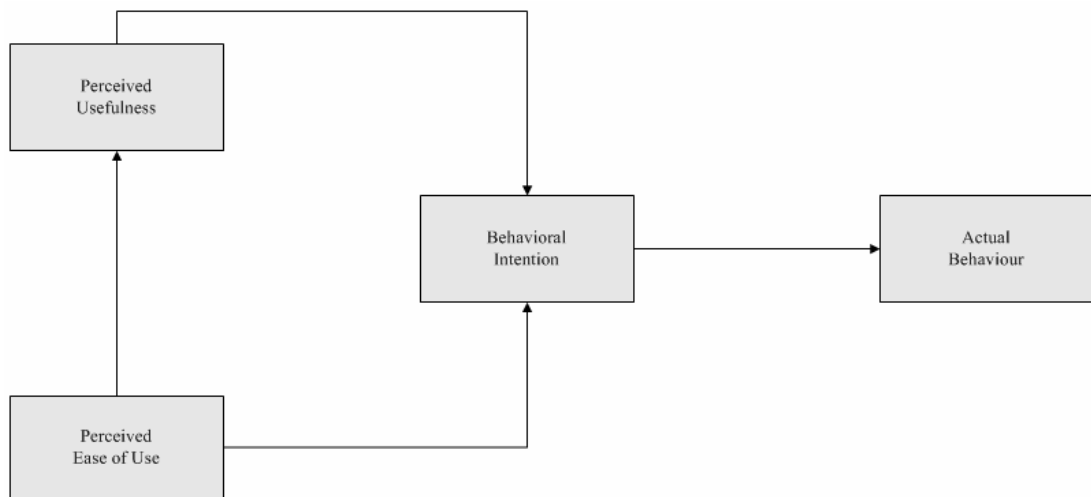 Perceived
Usefulness
Behavioral
Intention
Actual
Behaviour
Perceived
Ease of Use